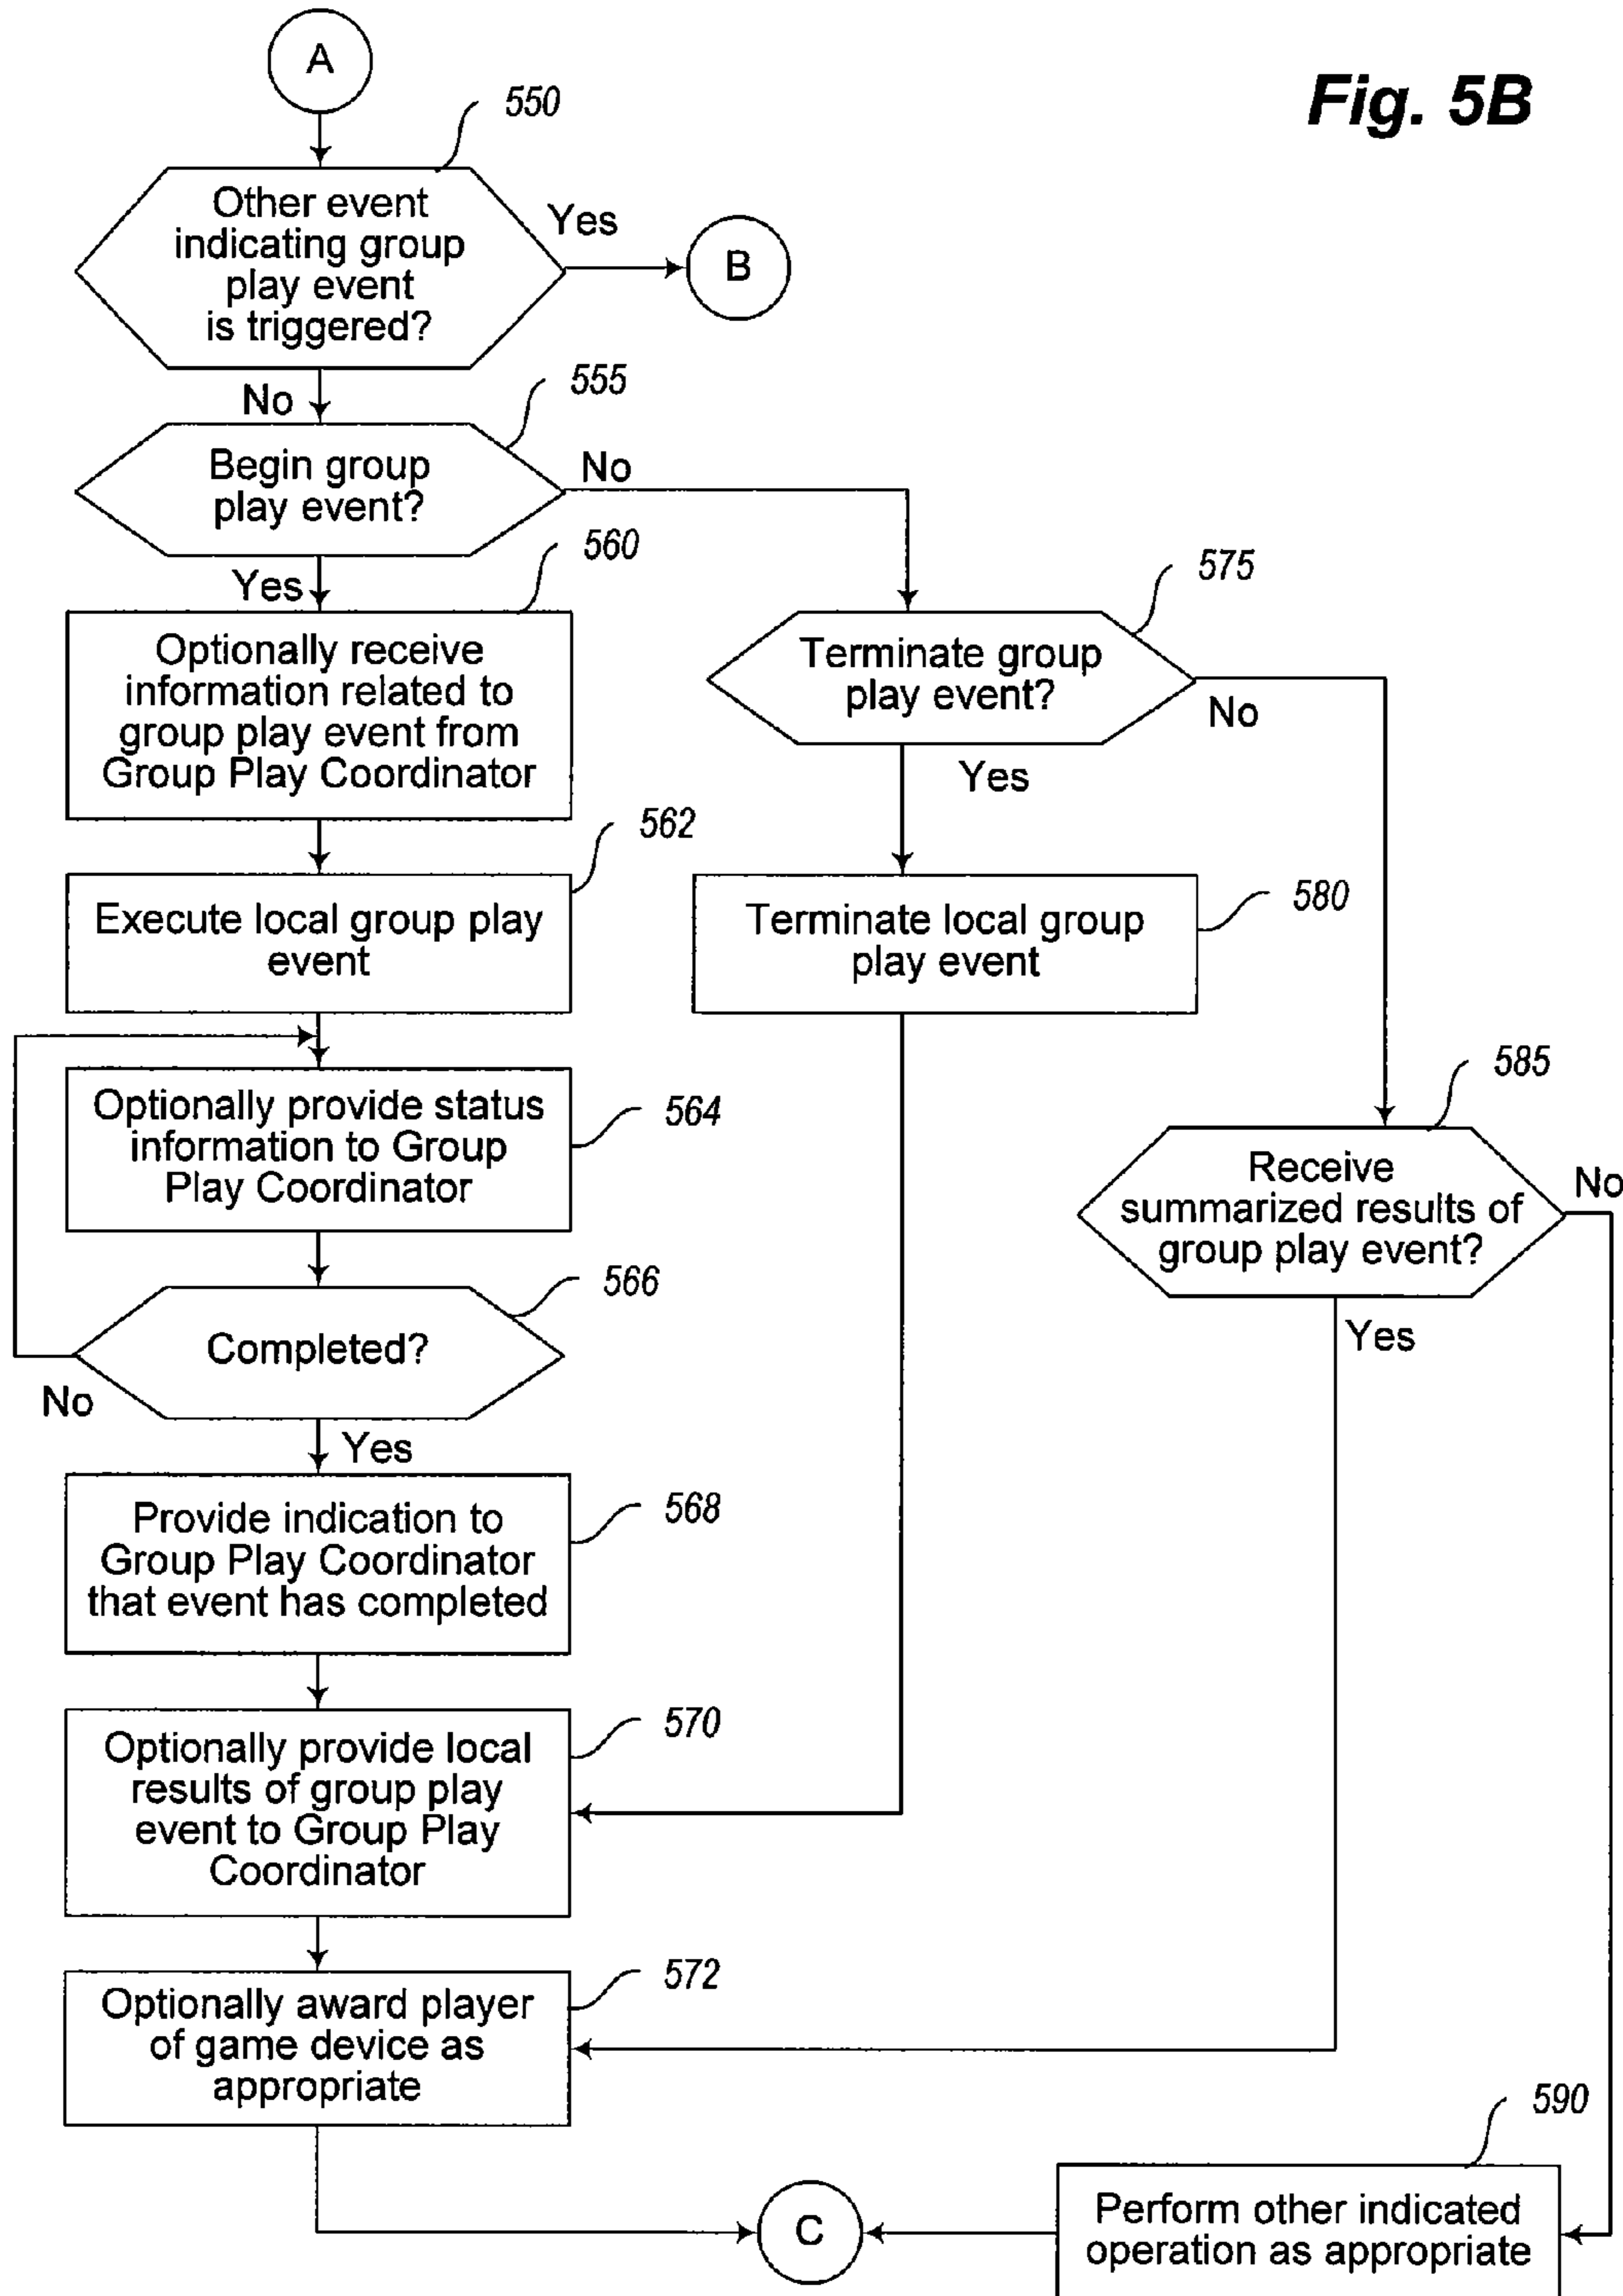 A
Fig. 5B
550
Other event
indicating group
play event
is triggered?
Yes
B
No
555
Begin group
play event?
No
Yes
560
Optionally receive
information related to
group play event from
Group Play Coordinator
575
Terminate group
play event?
No
Yes
562
Execute local group play
event
580
Terminate local group
play event
564
Optionally provide status
information to Group
Play Coordinator
585
Receive
summarized results of
group play event?
No
Yes
566
Completed?
No
Yes
568
Provide indication to
Group Play Coordinator
that event has completed
570
Optionally provide local
results of group play
event to Group Play
Coordinator
572
Optionally award player
of game device as
appropriate
590
Perform other indicated
operation as appropriate
C